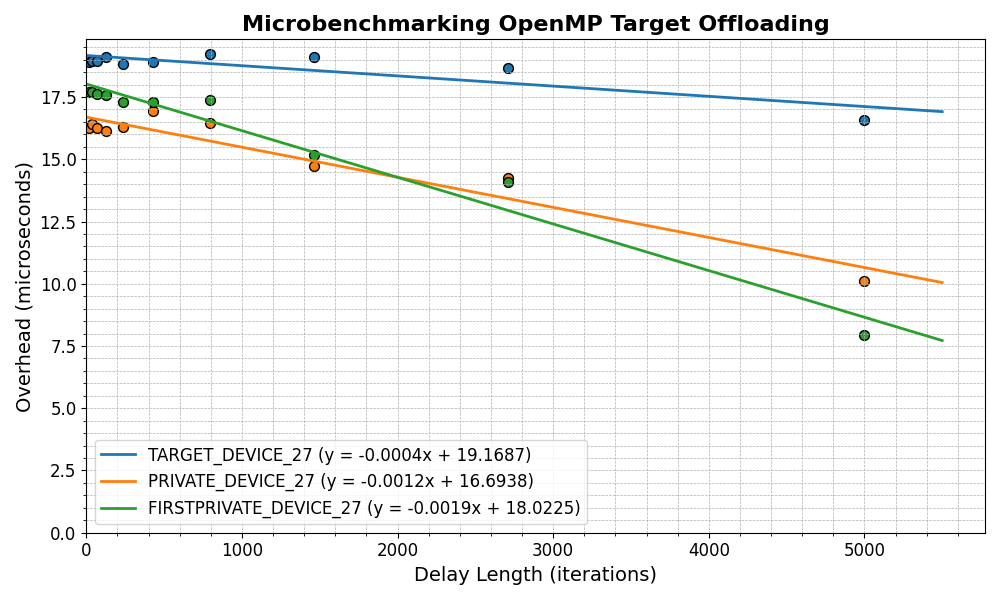 Microbenchmarking OpenMP Target Offloading
Overhead (microseconds)
17.5
15.0
12.5
10.0
7.5
5.0
2.5
0.0
TARGET_DEVICE_27 (y = -0.0004x + 19.1687)
PRIVATE_DEVICE_27 (y = -0.0012x + 16.6938)
FIRSTPRIVATE_DEVICE_27 (y = -0.0019x + 18.0225)
0 1000 2000 3000 4000 5000
Delay Length (iterations)